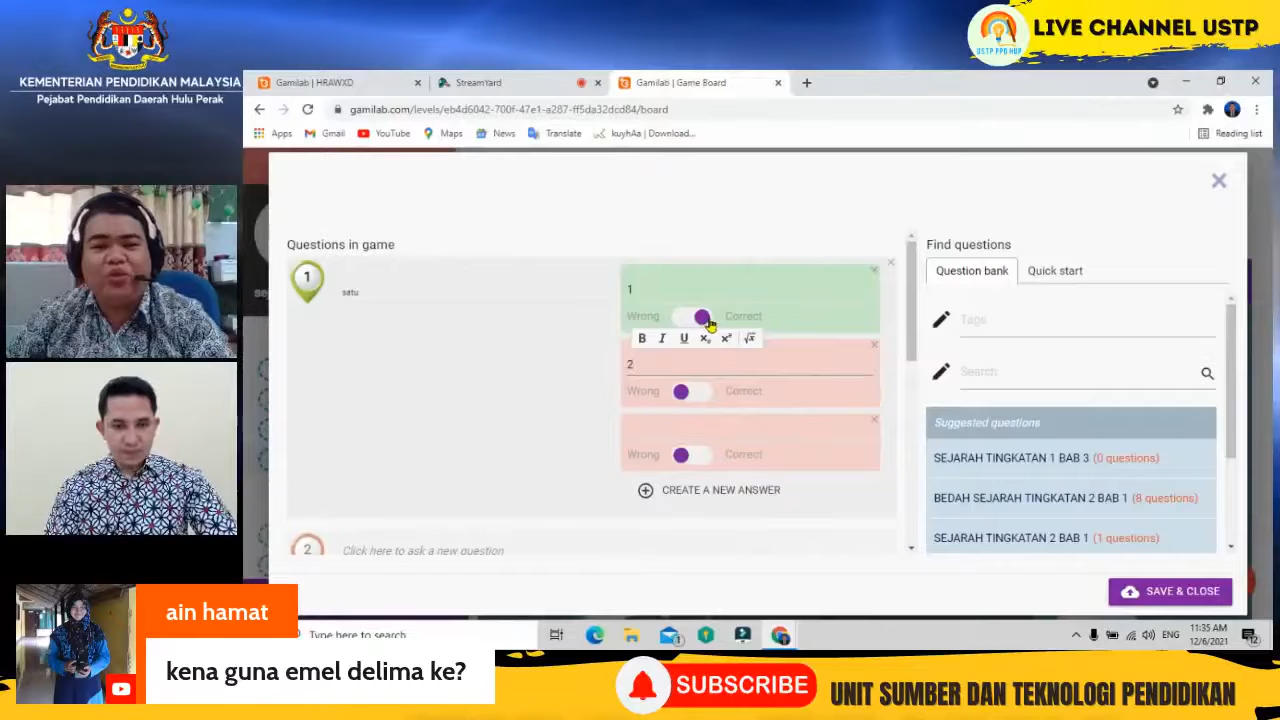 KEMENTERIAN PENDIDIKAN MALAYSIA
Pejabat Pendidikan Daerah Hulu Perak
USTP PPD HUP
LIVE CHANNEL USTP
Gamilab | HRAWXD
StreamYard
Gamilab | Game Board
gamilab.com/levels/eb4d6042-700f-47e1-a287-ff5da32dcd84/board
Apps
Gmail
YouTube
Maps
News
Translate
kuyhAa | Download...
Reading list
Questions in game
1
satu
1
Wrong
Correct
B I U X₂ X² √x
2
Wrong
Correct
Wrong
Correct
CREATE A NEW ANSWER
2
Click here to ask a new question
Find questions
Question bank
Quick start
Tags
Search
Suggested questions
SEJARAH TINGKATAN 1 BAB 3 (0 questions)
BEDAH SEJARAH TINGKATAN 2 BAB 1 (8 questions)
SEJARAH TINGKATAN 2 BAB 1 (1 questions)
SAVE & CLOSE
Type here to search
ENG
11:35 AM
12/6/2021
ain hamat
kena guna emel delima ke?
SUBSCRIBE
UNIT SUMBER DAN TEKNOLOGI PENDIDIKAN